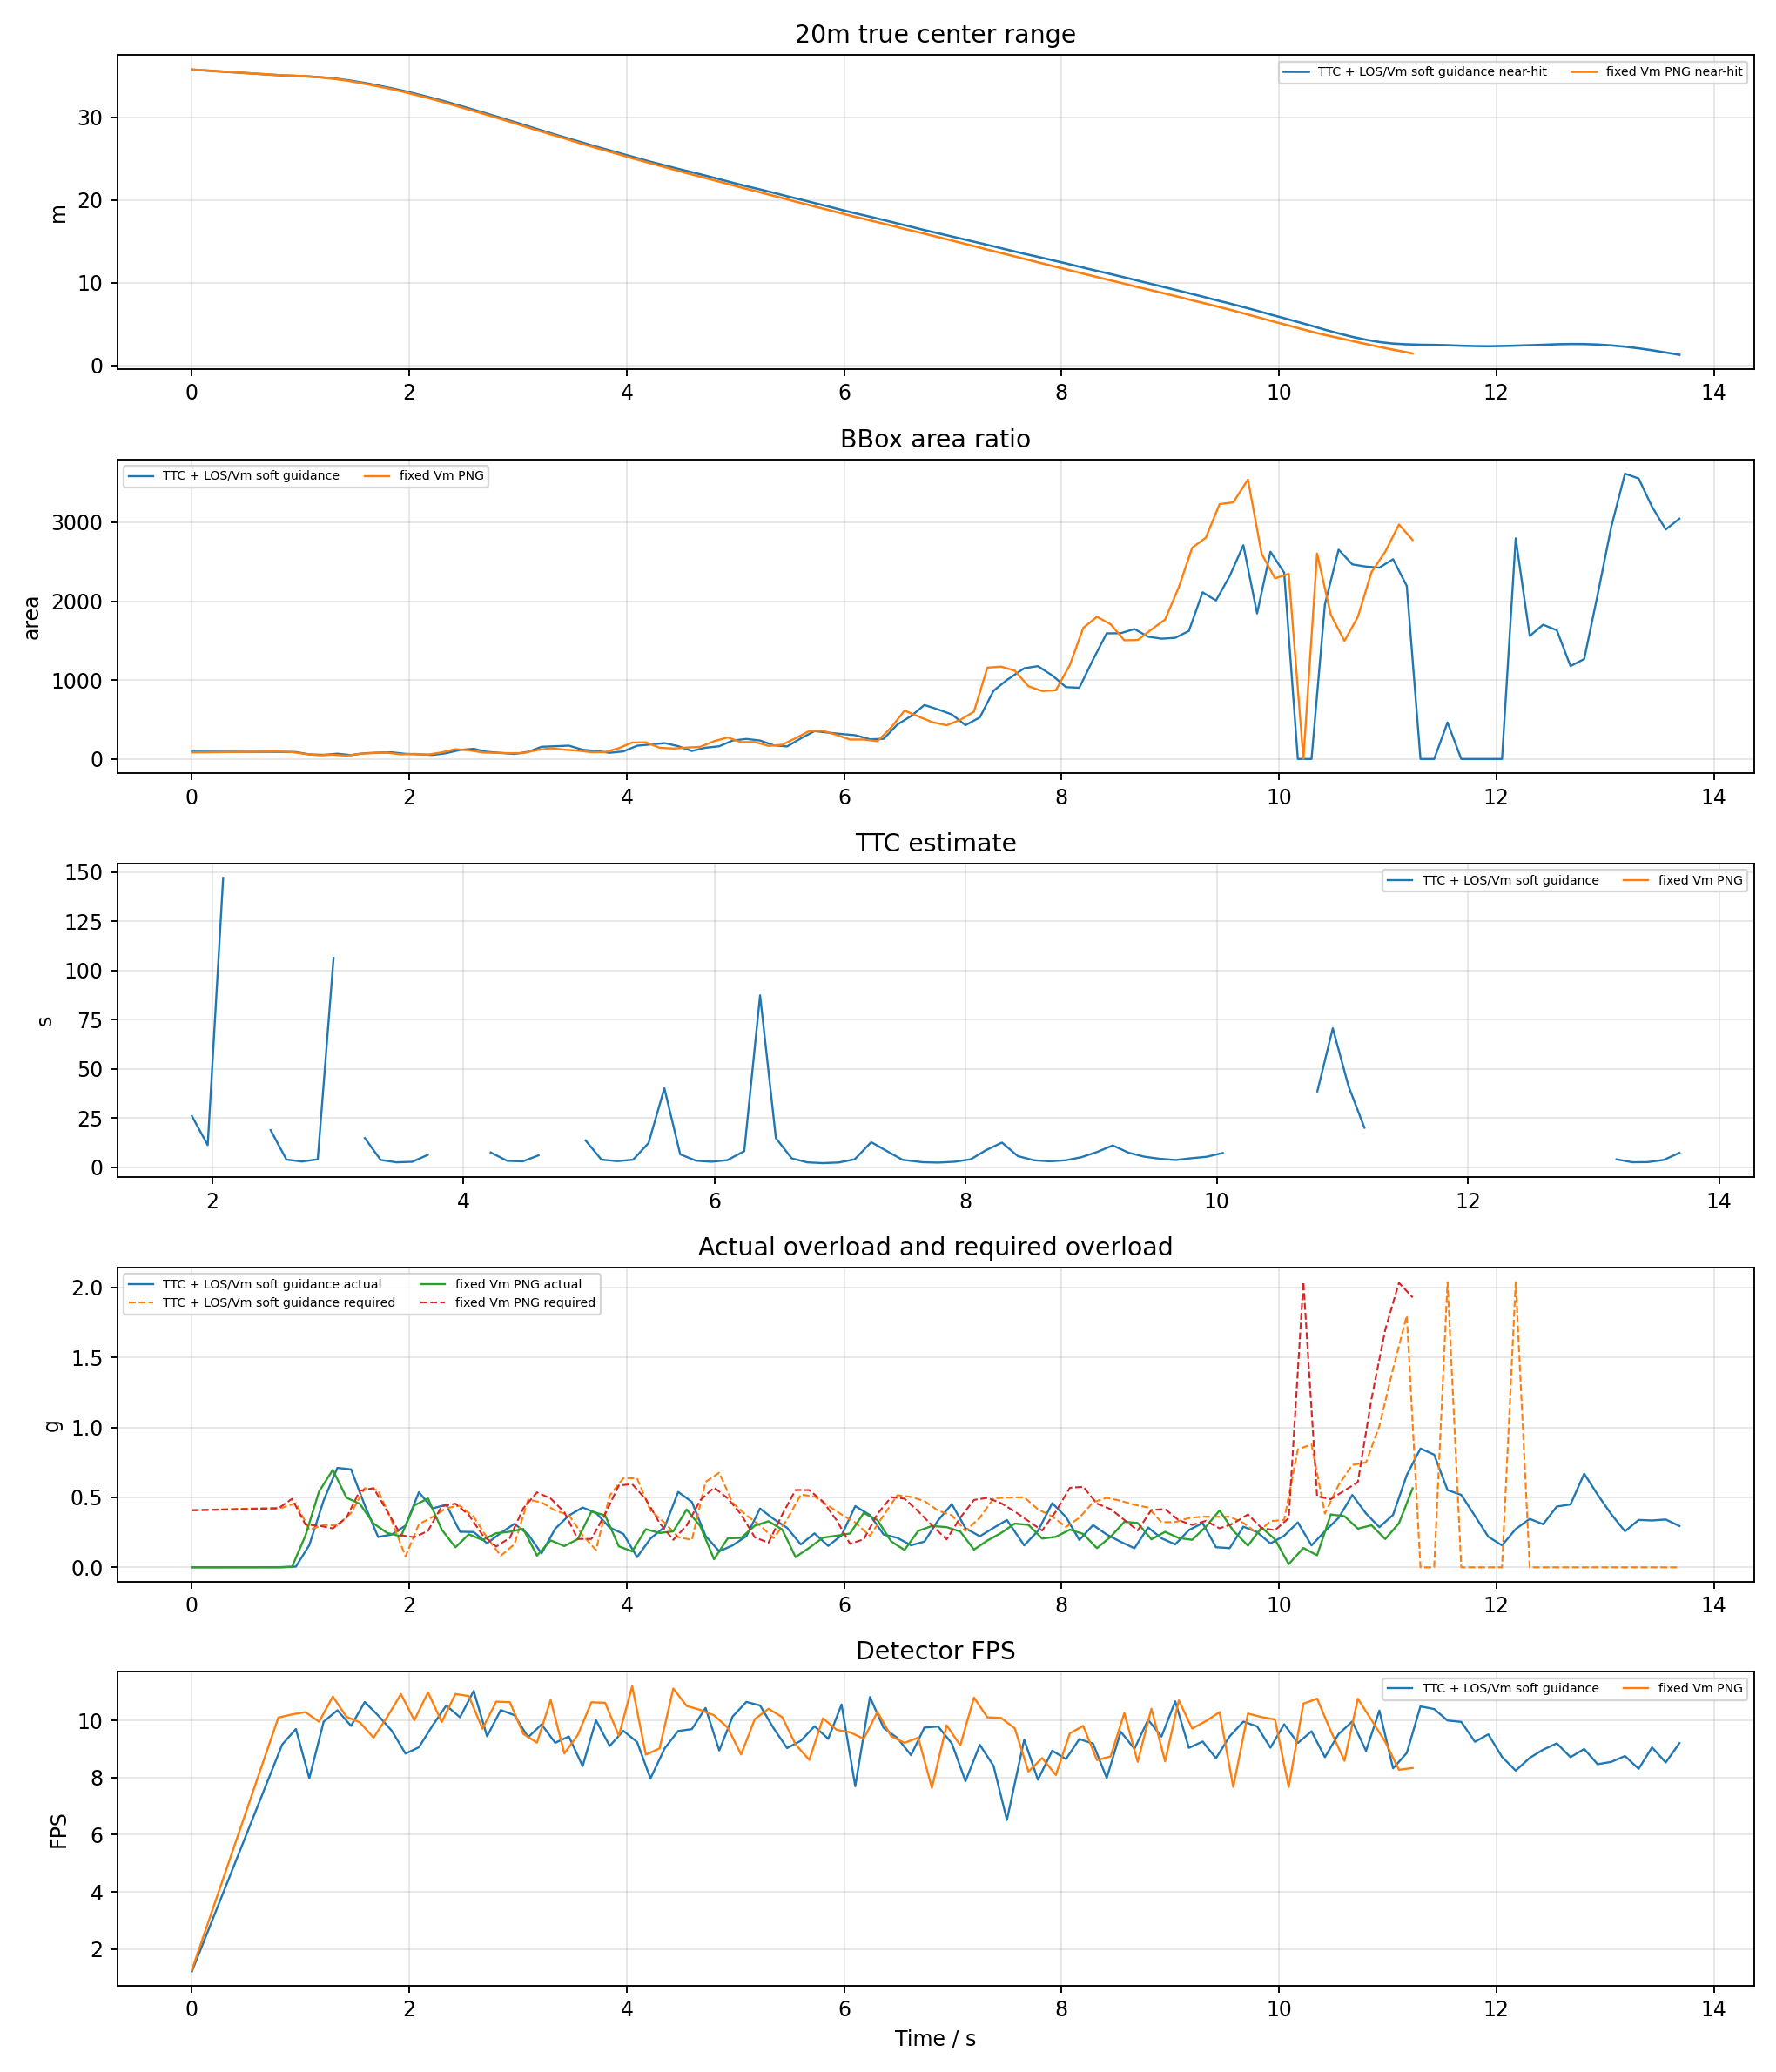 20m true center range
TTC + LOS/Vm soft guidance near-hit fixed Vm PNG near-hit
m
30
20
10
0
0 2 4 6 8 10 12 14
BBox area ratio
TTC + LOS/Vm soft guidance fixed Vm PNG
area
3000
2000
1000
0
0 2 4 6 8 10 12 14
TTC estimate
TTC + LOS/Vm soft guidance fixed Vm PNG
s
150
125
100
75
50
25
0
2 4 6 8 10 12 14
Actual overload and required overload
TTC + LOS/Vm soft guidance actual fixed Vm PNG actual
TTC + LOS/Vm soft guidance required fixed Vm PNG required
g
2.0
1.5
1.0
0.5
0.0
0 2 4 6 8 10 12 14
Detector FPS
TTC + LOS/Vm soft guidance fixed Vm PNG
FPS
10
8
6
4
2
0 2 4 6 8 10 12 14
Time / s